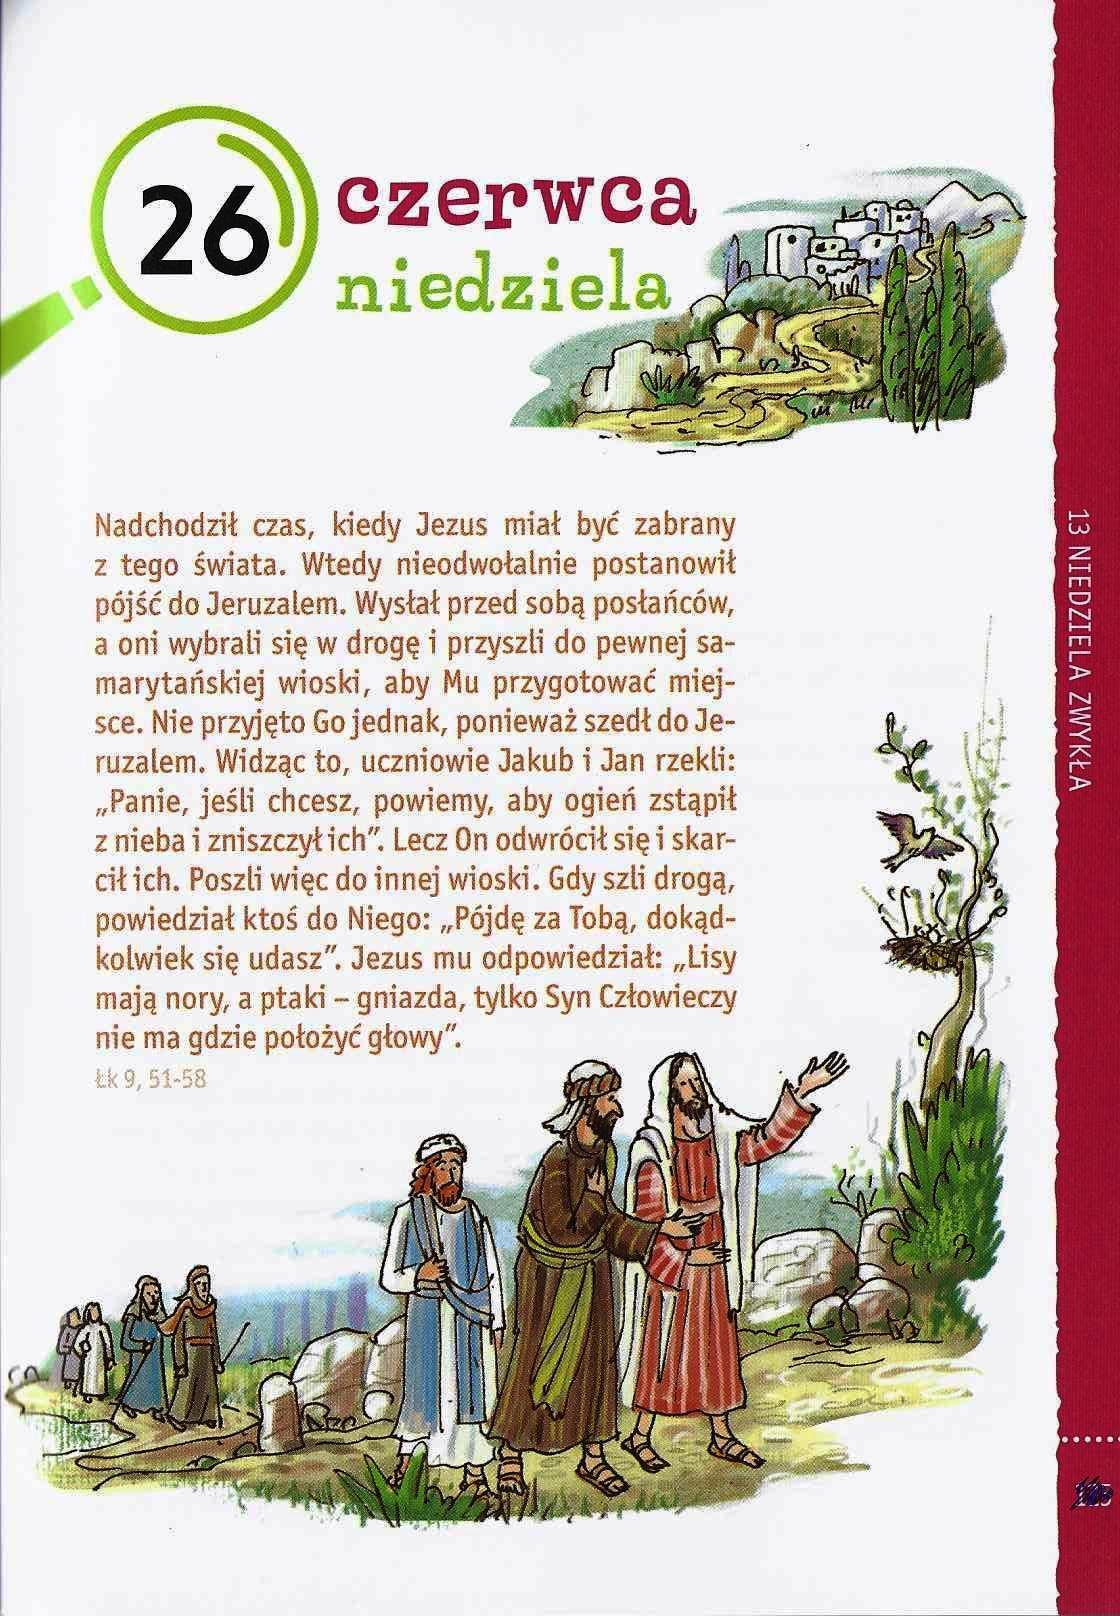 26
czerwca
niedziela
Nadchodził czas, kiedy Jezus miał być zabrany
z tego świata. Wtedy nieodwołalnie postanowił
pójść do Jeruzalem. Wysłał przed sobą posłańców,
a oni wybrali się w drogę i przyszli do pewnej sa-
marytańskiej wioski, aby Mu przygotować miej-
sce. Nie przyjęto Go jednak, ponieważ szedł do Je-
ruzalem. Widząc to, uczniowie Jakub i Jan rzekli:
„Panie, jeśli chcesz, powiemy, aby ogień zstąpił
z nieba i zniszczył ich”. Lecz On odwrócił się i skar-
cił ich. Poszli więc do innej wioski. Gdy szli drogą,
powiedział ktoś do Niego: „Pójdę za Tobą, dokąd-
kolwiek się udasz”. Jezus mu odpowiedział: „Lisy
mają nory, a ptaki – gniazda, tylko Syn Człowieczy
nie ma gdzie położyć głowy”.
Łk 9, 51-58
13 NIEDZIELA ZWYKŁA